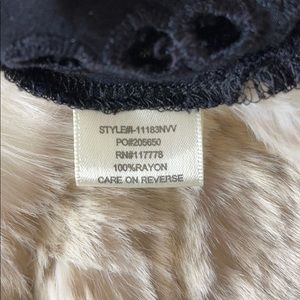 STYLE#I-11183NVV
PO#205650
RN#117778
100%RAYON
CARE ON REVERSE